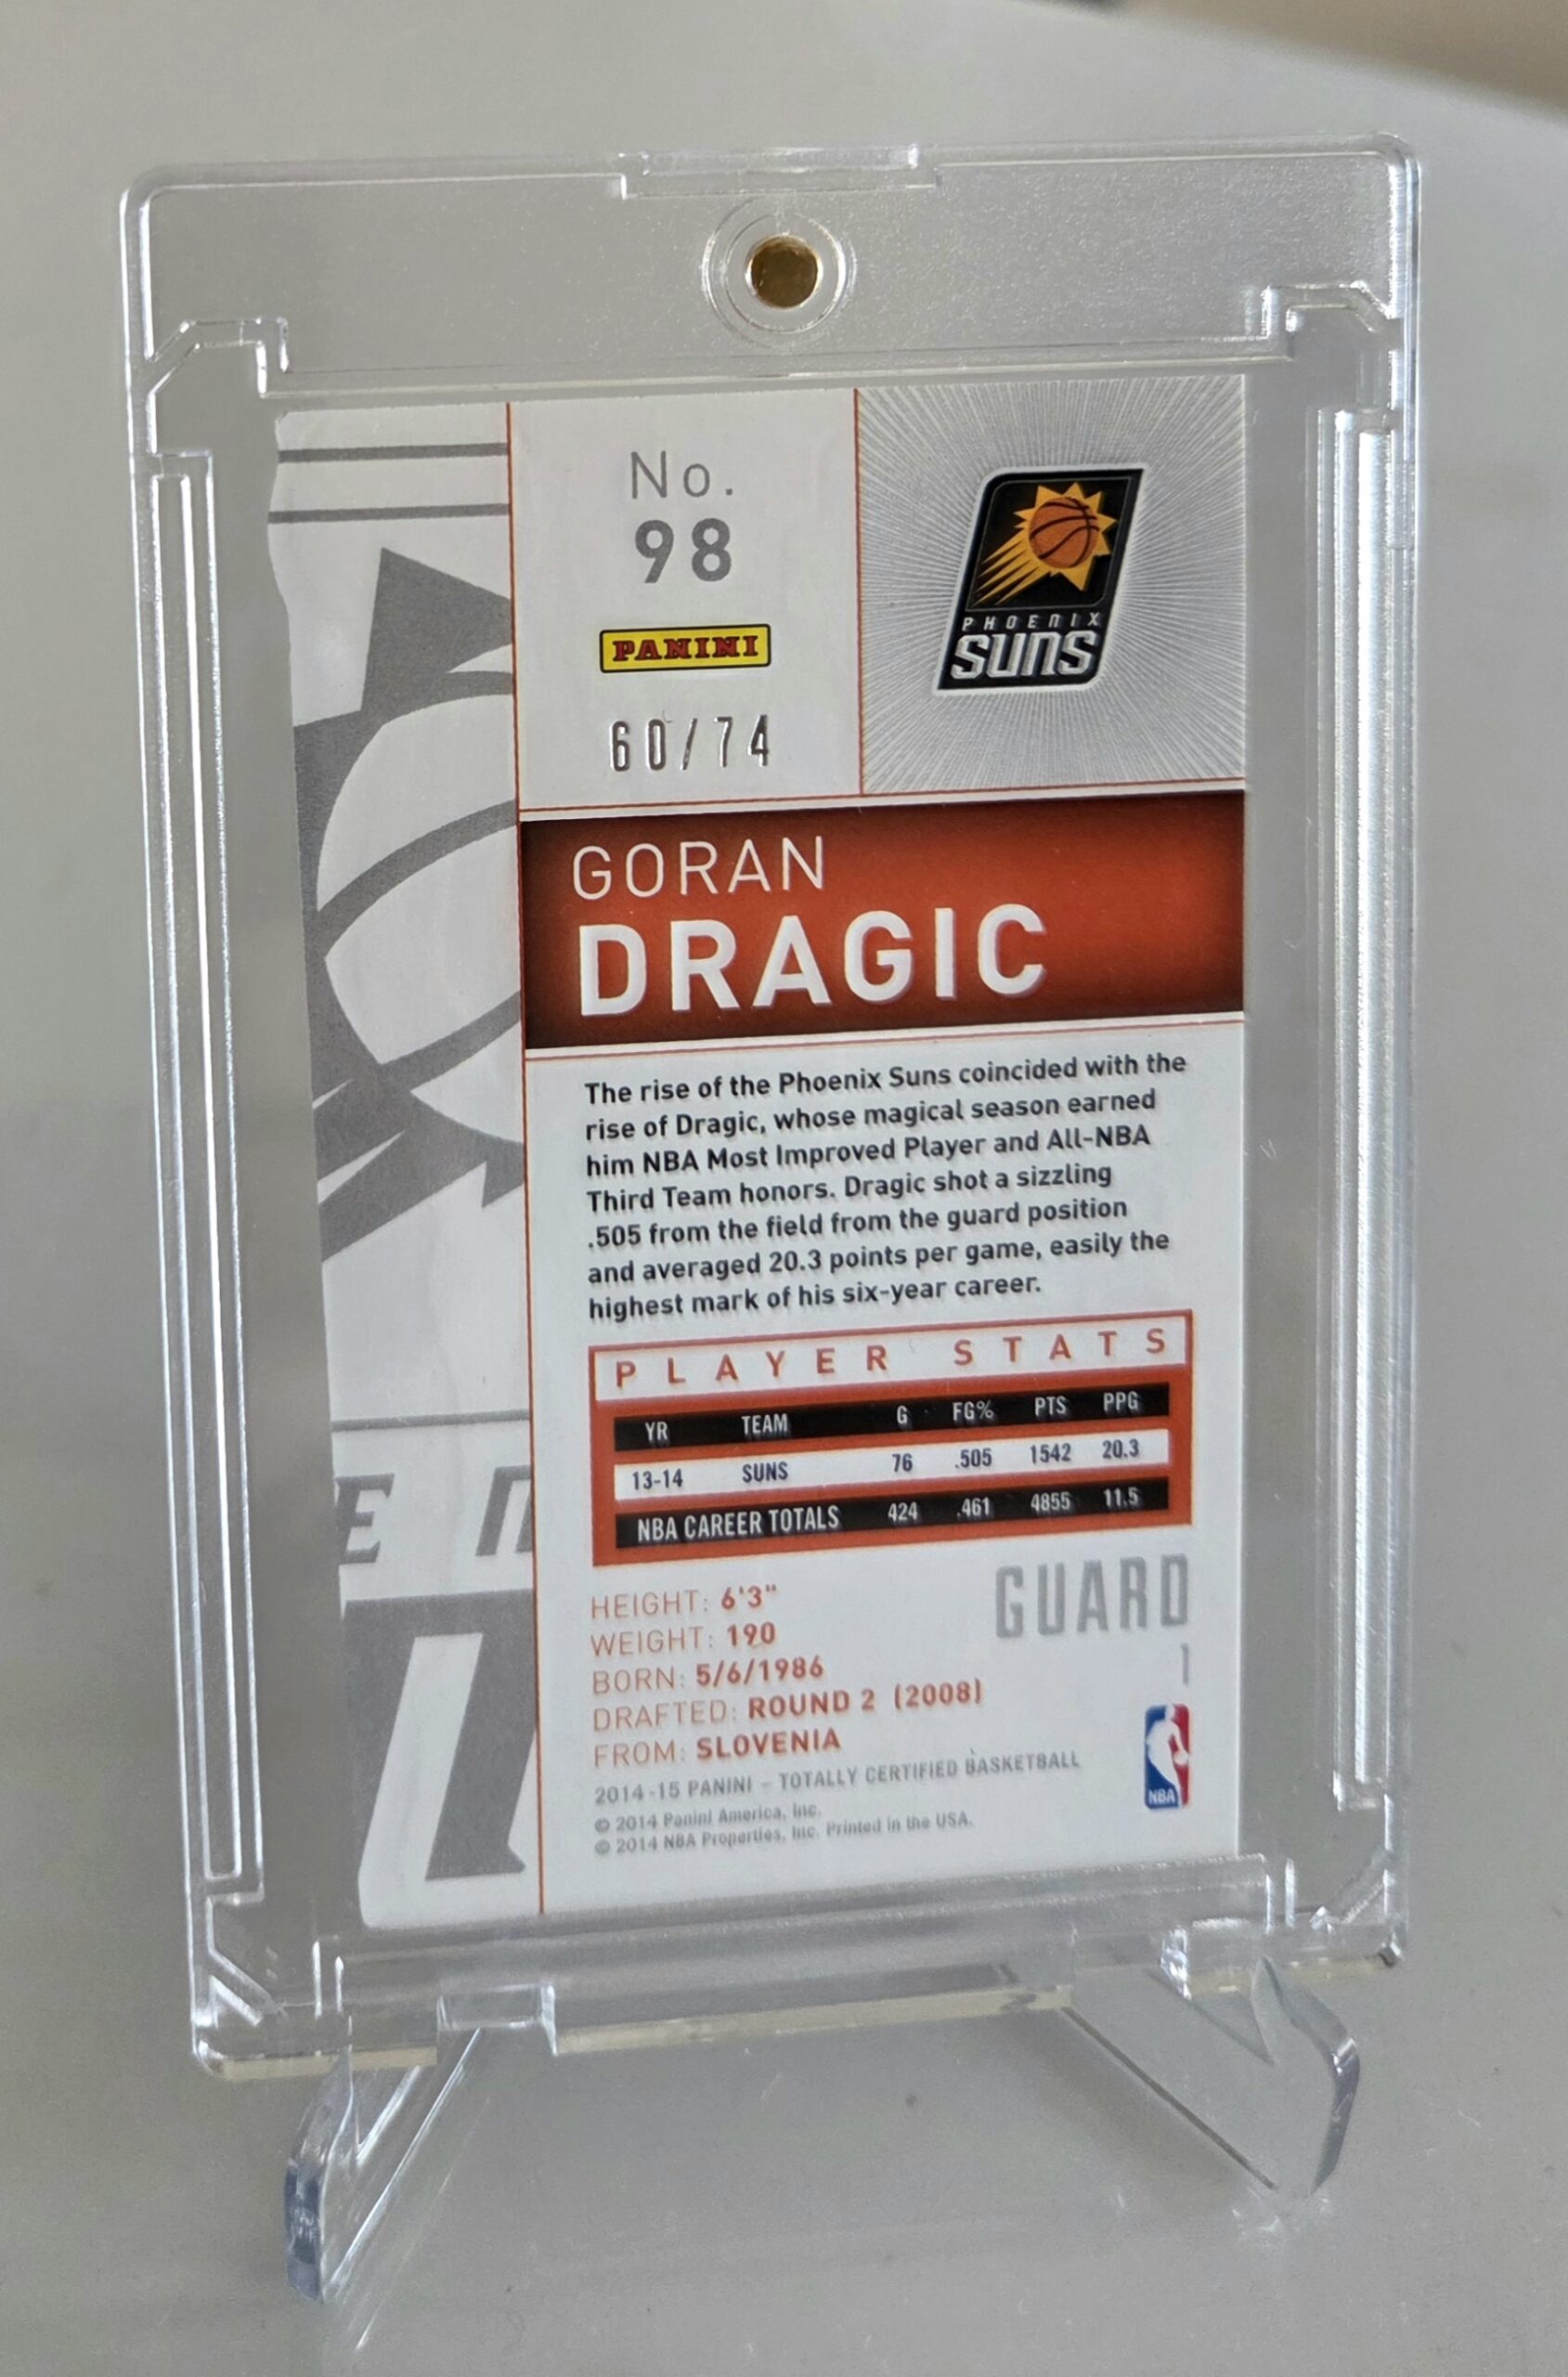 No.
98
PANINI
60/74
PHOENIX
SUNS
GORAN
DRAGIC
The rise of the Phoenix Suns coincided with the
rise of Dragic, whose magical season earned
him NBA Most Improved Player and All-NBA
Third Team honors. Dragic shot a sizzling
.505 from the field from the guard position
and averaged 20.3 points per game, easily the
highest mark of his six-year career.
PLAYER STATS
YR TEAM G FG% PTS PPG
13-14 SUNS 76 .505 1542 20.3
NBA CAREER TOTALS 424 .461 4855 11.5
E N
U
HEIGHT: 6'3"
WEIGHT: 190
BORN: 5/6/1986
DRAFTED: ROUND 2 (2008)
FROM: SLOVENIA
GUARD
1
NBA
2014-15 PANINI - TOTALLY CERTIFIED BASKETBALL
© 2014 Panini America, Inc.
© 2014 NBA Properties, Inc. Printed in the USA.